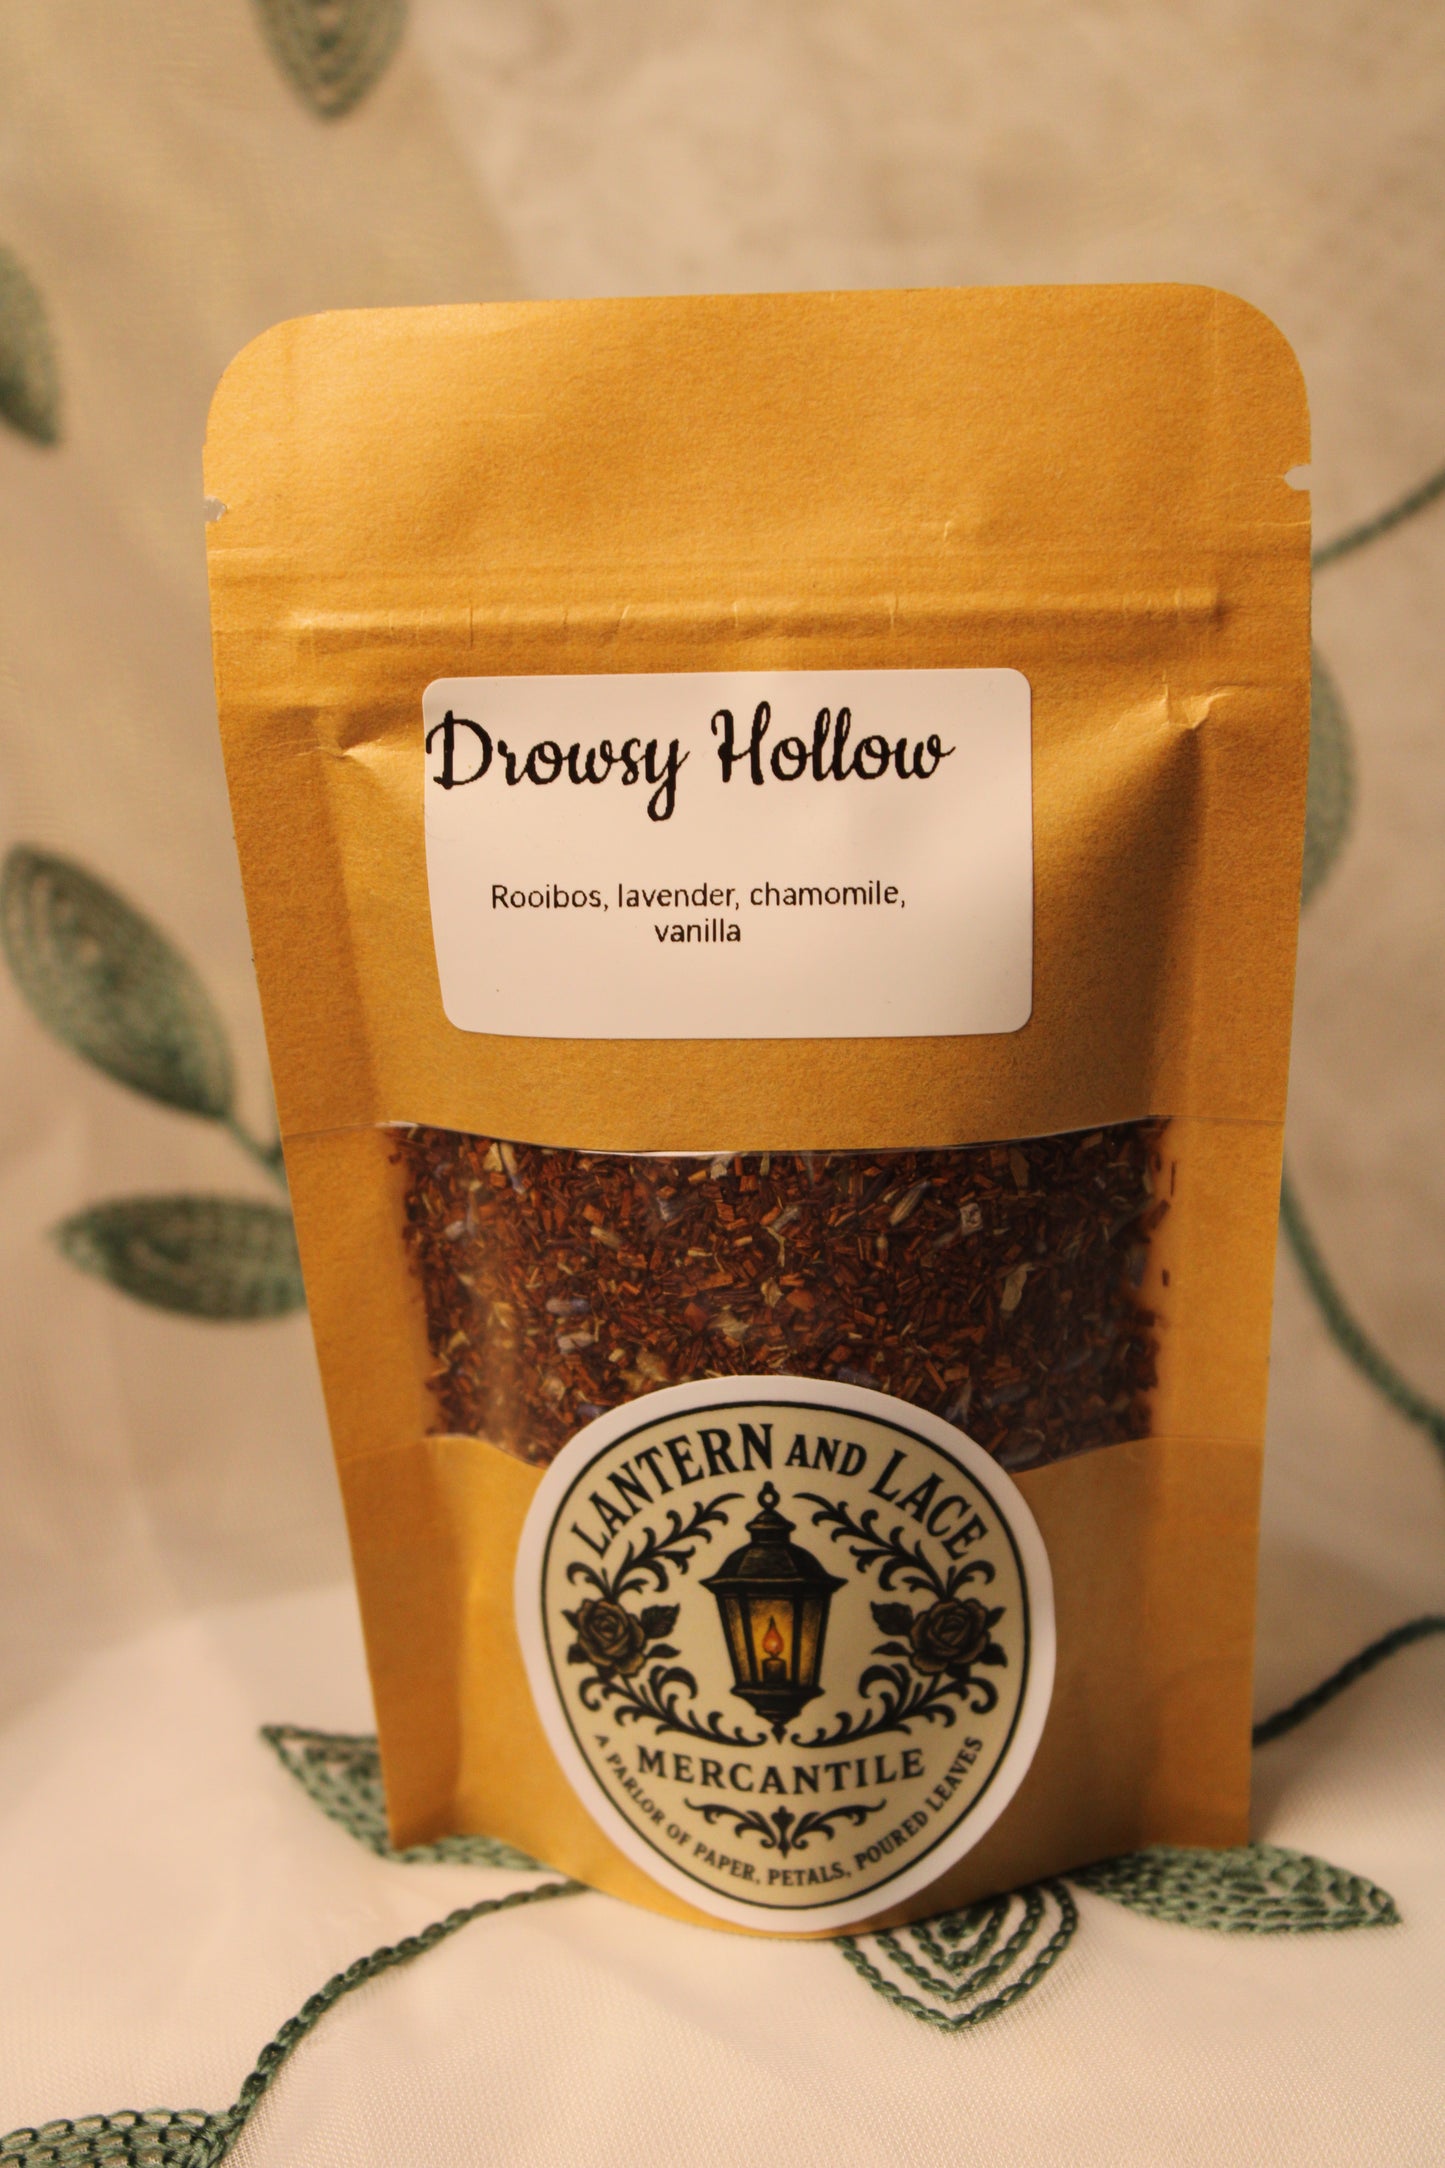 Drowsy Hollow
Rooibos, lavender, chamomile,
vanilla
LANTERN AND LACE
MERCANTILE
A PARLOR OF PAPER, PETALS, POURED LEAVES